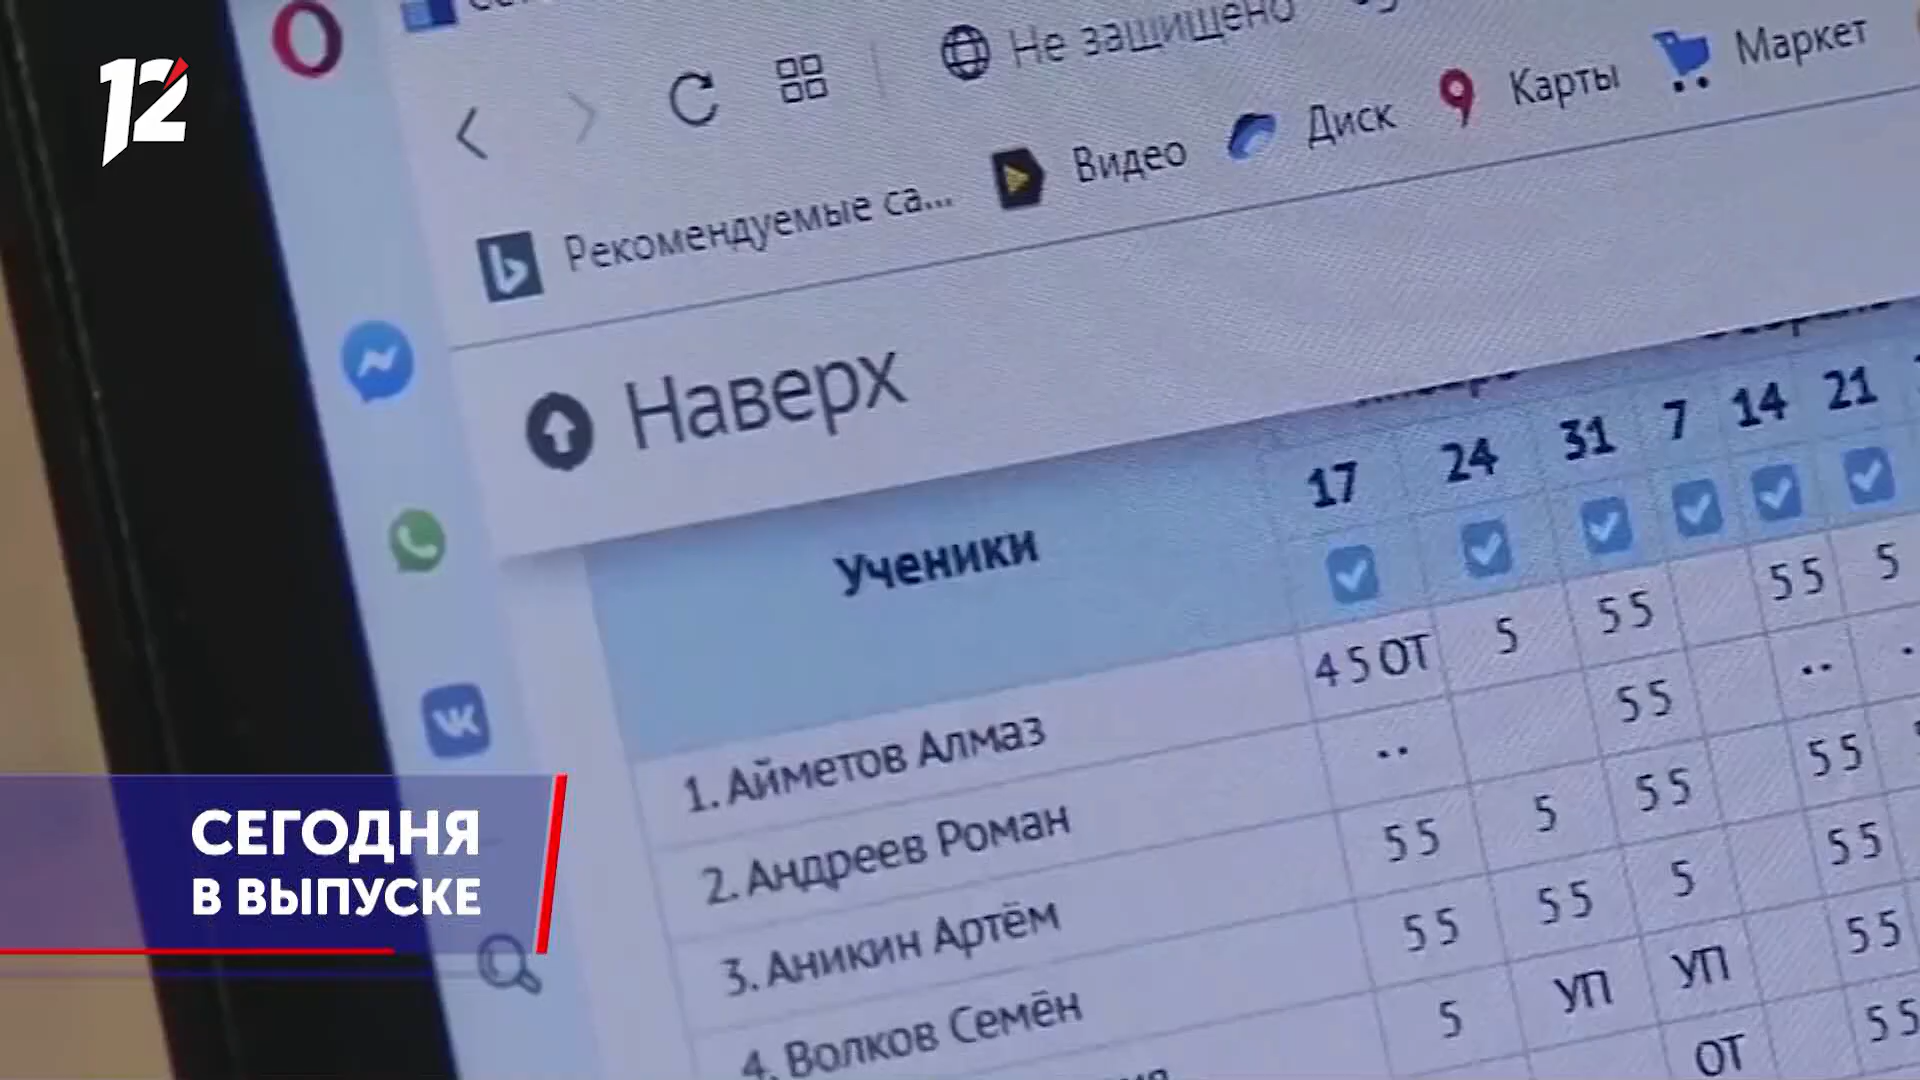 12
Не защищено
Рекомендуемые са...
Видео
Диск
Карты
Маркет
Наверх
Ученики
17 24 31 7 14 21
4 5 ОТ 5 5 5 5 5 5
1. Айметов Алмаз .. 5 5 ..
2. Андреев Роман 5 5 5 5 5 5 5
3. Аникин Артём 5 5 5 5 5 5 5
4. Волков Семён 5 УП УП 5 5
ОТ 5 5
СЕГОДНЯ
В ВЫПУСКЕ